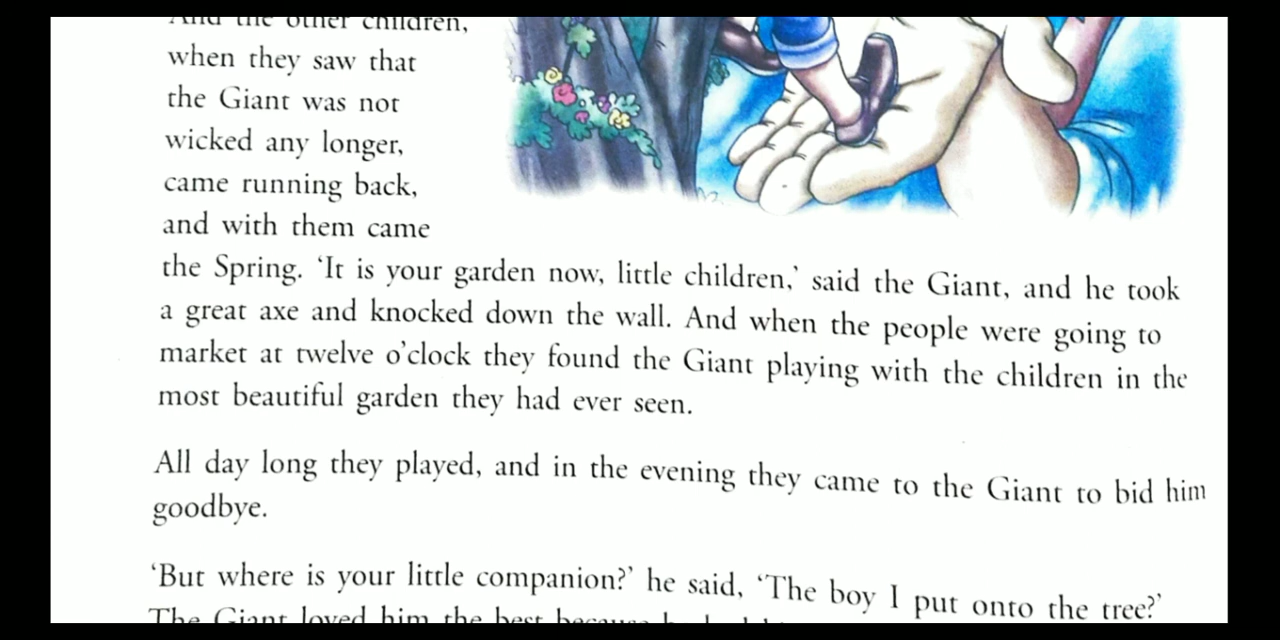 And the other children,
when they saw that
the Giant was not
wicked any longer,
came running back,
and with them came
the Spring. ‘It is your garden now, little children,’ said the Giant, and he took
a great axe and knocked down the wall. And when the people were going to
market at twelve o’clock they found the Giant playing with the children in the
most beautiful garden they had ever seen.
All day long they played, and in the evening they came to the Giant to bid him
goodbye.
‘But where is your little companion?’ he said, ‘The boy I put onto the tree?’
The Giant loved him the best because